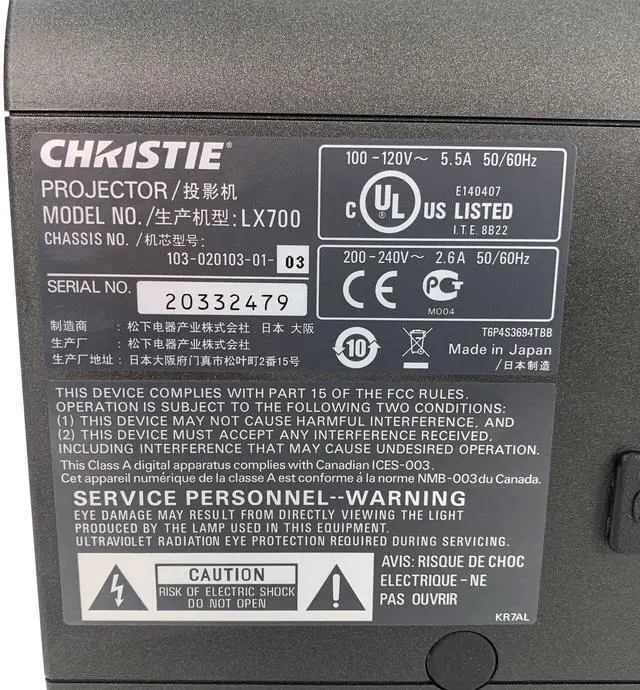 CHRISTIE®
PROJECTOR/投影机
MODEL NO./生产机型:LX700
CHASSIS NO. /机芯型号:
103-020103-01- 03
SERIAL NO. 20332479
制造商 : 松下电器产业株式会社 日本 大阪
生产厂 : 松下电器产业株式会社
生产厂地址 : 日本大阪府门真市松叶町2番15号
100-120V~ 5.5A 50/60Hz
C UL US LISTED
E140407
I.T.E. 8B22
200-240V~ 2.6A 50/60Hz
CE PCT
MO04
T6P4S3694TBB
10
Made in Japan
/日本制造
THIS DEVICE COMPLIES WITH PART 15 OF THE FCC RULES.
OPERATION IS SUBJECT TO THE FOLLOWING TWO CONDITIONS:
(1) THIS DEVICE MAY NOT CAUSE HARMFUL INTERFERENCE, AND
(2) THIS DEVICE MUST ACCEPT ANY INTERFERENCE RECEIVED,
INCLUDING INTERFERENCE THAT MAY CAUSE UNDESIRED OPERATION.
This Class A digital apparatus complies with Canadian ICES-003.
Cet appareil numérique de la classe A est conforme á la norme NMB-003 du Canada.
SERVICE PERSONNEL--WARNING
EYE DAMAGE MAY RESULT FROM DIRECTLY VIEWING THE LIGHT
PRODUCED BY THE LAMP USED IN THIS EQUIPMENT.
ULTRAVIOLET RADIATION EYE PROTECTION REQUIRED DURING SERVICING.
CAUTION
RISK OF ELECTRIC SHOCK
DO NOT OPEN
AVIS: RISQUE DE CHOC
ELECTRIQUE-NE
PAS OUVRIR
KR7AL